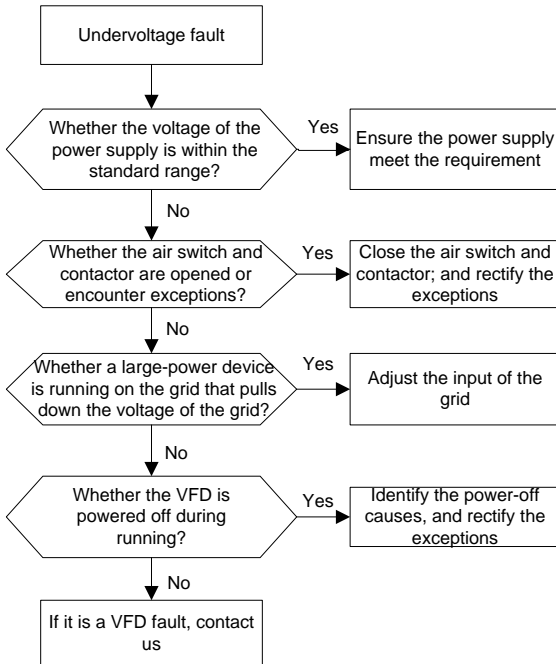 Undervoltage fault
Whether the voltage of the
power supply is within the
standard range?
Yes
Ensure the power supply
meet the requirement
No
Whether the air switch and
contactor are opened or
encounter exceptions?
Yes
Close the air switch and
contactor; and rectify the
exceptions
No
Whether a large-power device
is running on the grid that pulls
down the voltage of the grid?
Yes
Adjust the input of the
grid
No
Whether the VFD is
powered off during
running?
Yes
Identify the power-off
causes, and rectify the
exceptions
No
If it is a VFD fault, contact
us